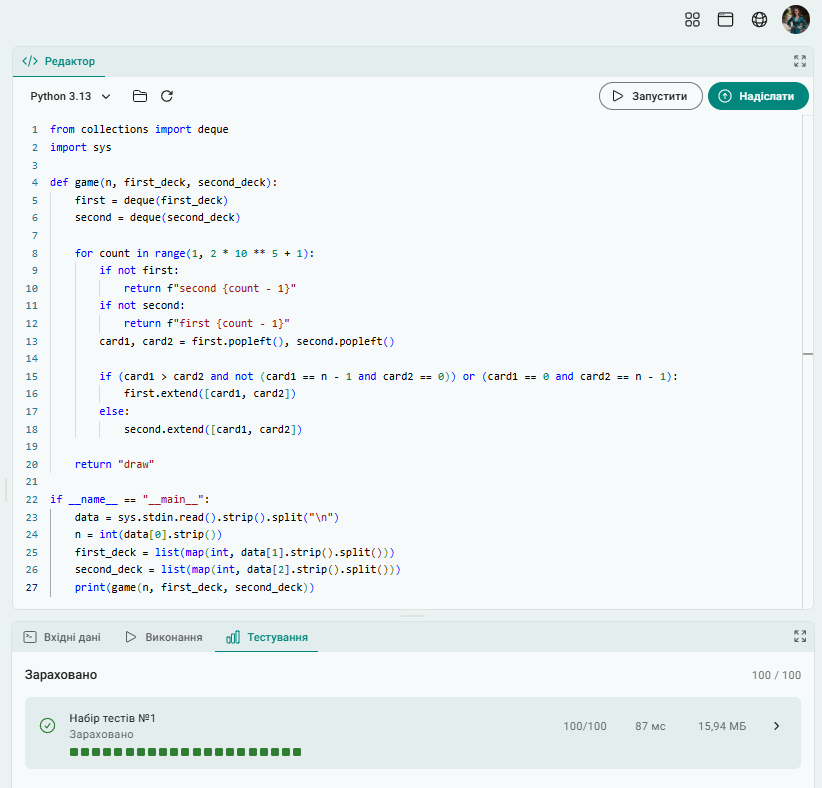 </> Редактор
Python 3.13
Запустити
Надіслати
1 from collections import deque
2 import sys
3
4 def game(n, first_deck, second_deck):
5     first = deque(first_deck)
6     second = deque(second_deck)
7
8     for count in range(1, 2 * 10 ** 5 + 1):
9         if not first:
10             return f"second {count - 1}"
11         if not second:
12             return f"first {count - 1}"
13         card1, card2 = first.popleft(), second.popleft()
14
15         if (card1 > card2 and not (card1 == n - 1 and card2 == 0)) or (card1 == 0 and card2 == n - 1):
16             first.extend([card1, card2])
17         else:
18             second.extend([card1, card2])
19
20     return "draw"
21
22 if __name__ == "__main__":
23     data = sys.stdin.read().strip().split("\n")
24     n = int(data[0].strip())
25     first_deck = list(map(int, data[1].strip().split()))
26     second_deck = list(map(int, data[2].strip().split()))
27     print(game(n, first_deck, second_deck))
Вхідні дані
Виконання
Тестування
Зараховано
100 / 100
Набір тестів №1
Зараховано
100/100
87 мс
15,94 МБ